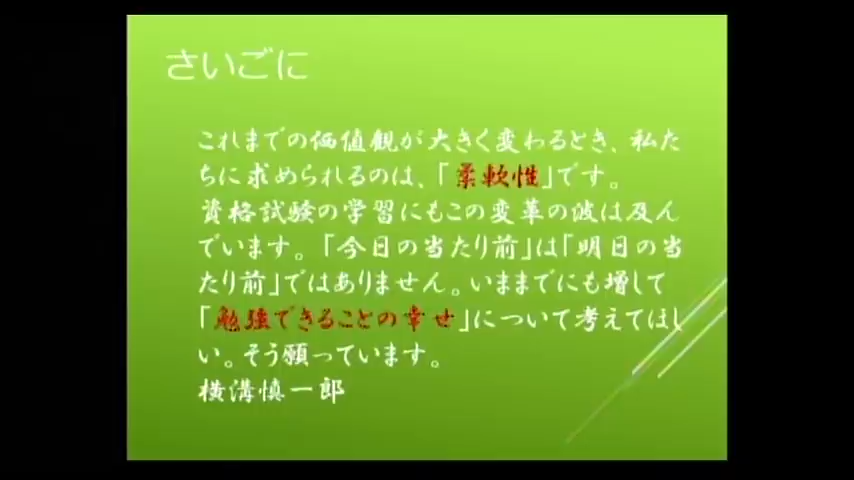 さいごに
これまでの価値観が大きく変わるとき、私た
ちに求められるのは、「柔軟性」です。
資格試験の学習にもこの変革の波は及ん
でいます。「今日の当たり前」は「明日の当
たり前」ではありません。いままでにも増して
「勉強できることの幸せ」について考えてほし
い。そう願っています。
横溝慎一郎